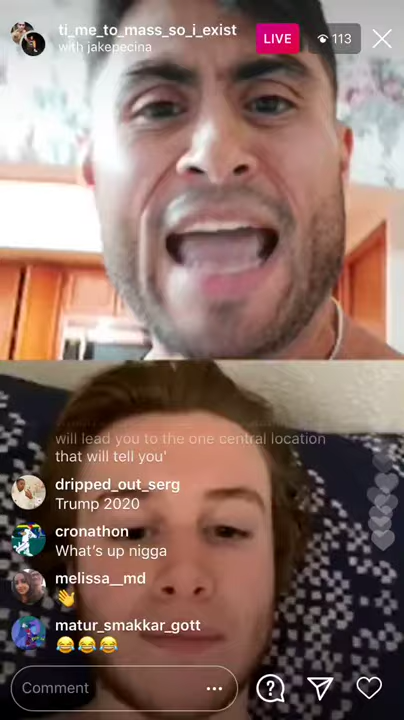 ti_me_to_mass_so_i_exist
LIVE
113
with jakepecina
will lead you to the one central location
that will tell you'
dripped_out_serg
Trump 2020
cronathon
What's up nigga
melissa__md
👋
matur_smakkar_gott
😂😂😂
Comment